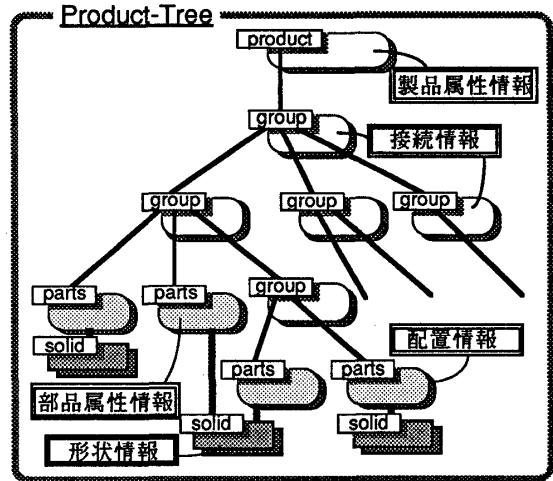 Product-Tree
product
製品属性情報
group
接続情報
group
group
group
parts
parts
group
solid
配置情報
parts
parts
部品属性情報
solid
solid
形状情報